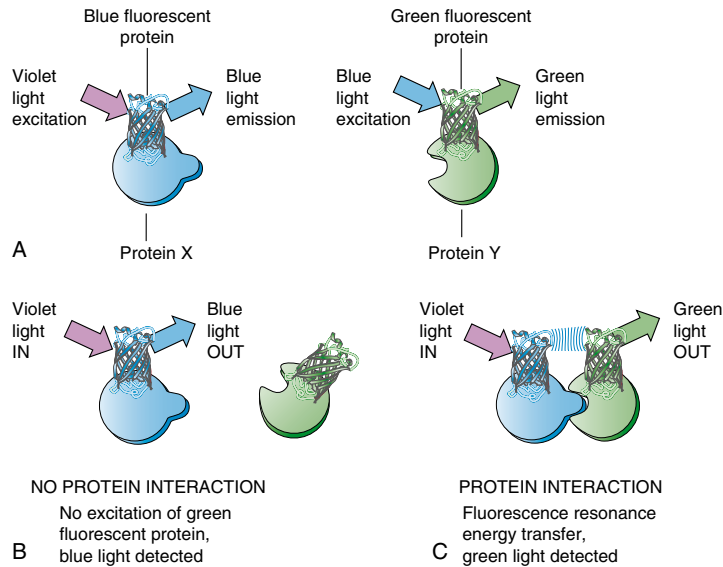 Blue fluorescent
protein
Green fluorescent
protein
Violet
light
excitation
Blue
light
emission
Blue
light
excitation
Green
light
emission
A
Protein X
Protein Y
Violet
light
IN
Blue
light
OUT
Violet
light
IN
Green
light
OUT
NO PROTEIN INTERACTION
No excitation of green
fluorescent protein,
blue light detected
B
PROTEIN INTERACTION
Fluorescence resonance
energy transfer,
green light detected
C